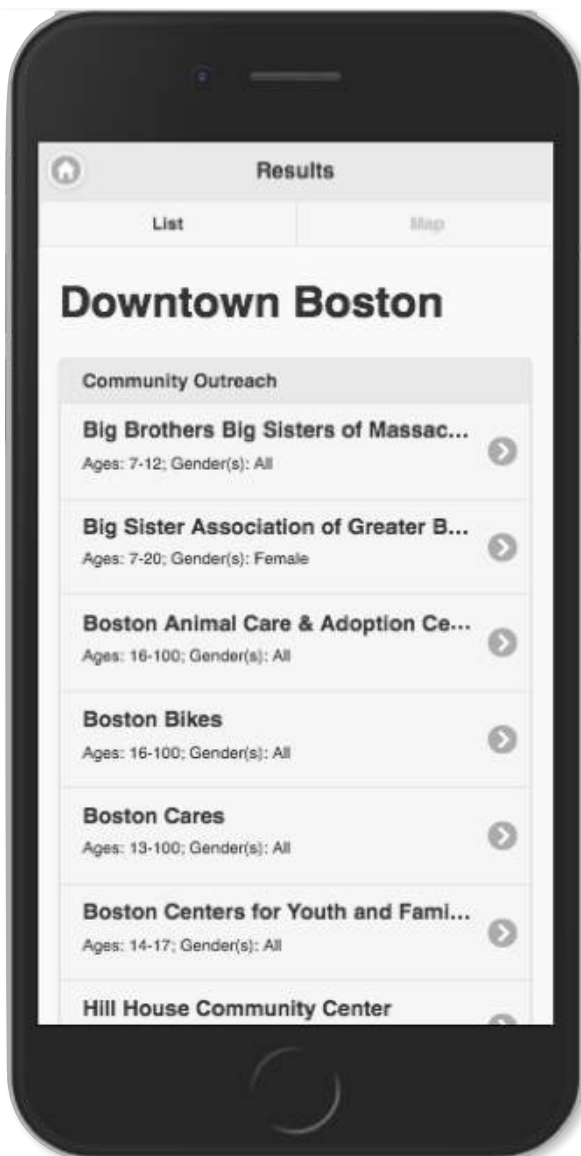 Results
List
Map
Downtown Boston
Community Outreach
Big Brothers Big Sisters of Massac...
Ages: 7-12; Gender(s): All
Big Sister Association of Greater B...
Ages: 7-20; Gender(s): Female
Boston Animal Care & Adoption Ce...
Ages: 16-100; Gender(s): All
Boston Bikes
Ages: 16-100; Gender(s): All
Boston Cares
Ages: 13-100; Gender(s): All
Boston Centers for Youth and Fami...
Ages: 14-17; Gender(s): All
Hill House Community Center